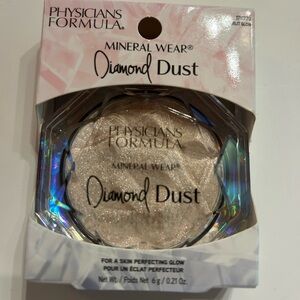 PHYSICIANS
FORMULA®
MINERAL WEAR®
Diamond Dust
PHYSICIANS
FORMULA
MINERAL WEAR®
Diamond Dust
FOR A SKIN PERFECTING GLOW
POUR UN ÉCLAT PERFECTEUR
Net Wt. / Poids Net 6 g / 0.21 Oz.